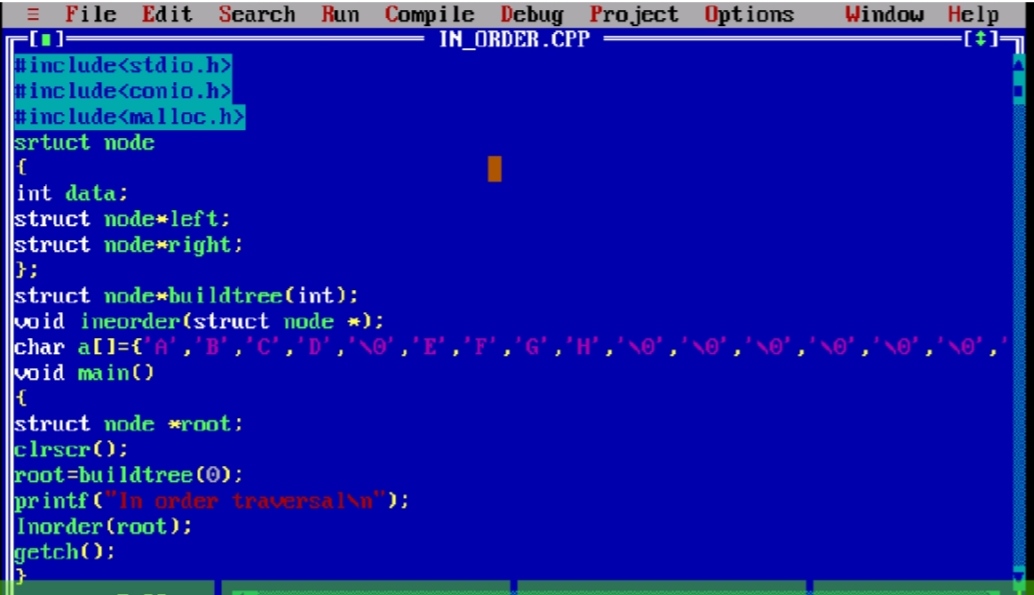 ≡ File Edit Search Run Compile Debug Project Options Window Help
[■] IN_ORDER.CPP [↕]
#include<stdio.h>
#include<conio.h>
#include<malloc.h>
srtuct node
{
int data;
struct node*left;
struct node*right;
};
struct node*buildtree(int);
void ineorder(struct node *);
char a[]={'A','B','C','D','\0','E','F','G','H','\0','\0','\0','\0','\0','\0','
void main()
{
struct node *root;
clrscr();
root=buildtree(0);
printf("In order traversal\n");
Inorder(root);
getch();
}